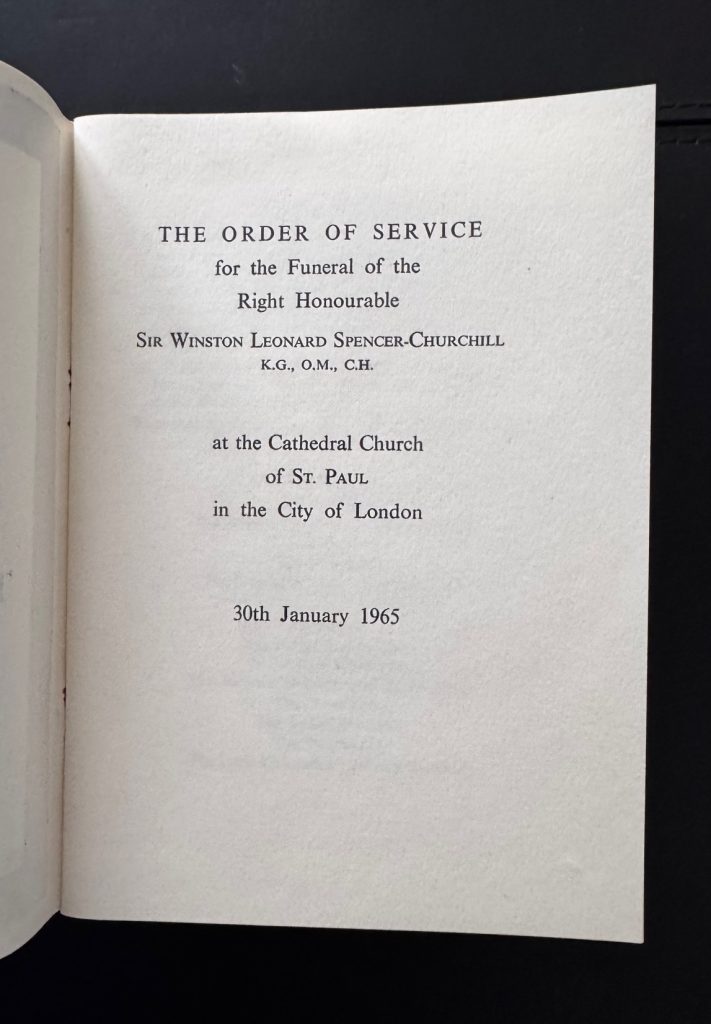 THE ORDER OF SERVICE
for the Funeral of the
Right Honourable
SIR WINSTON LEONARD SPENCER-CHURCHILL
K.G., O.M., C.H.
at the Cathedral Church
of ST. PAUL
in the City of London
30th January 1965